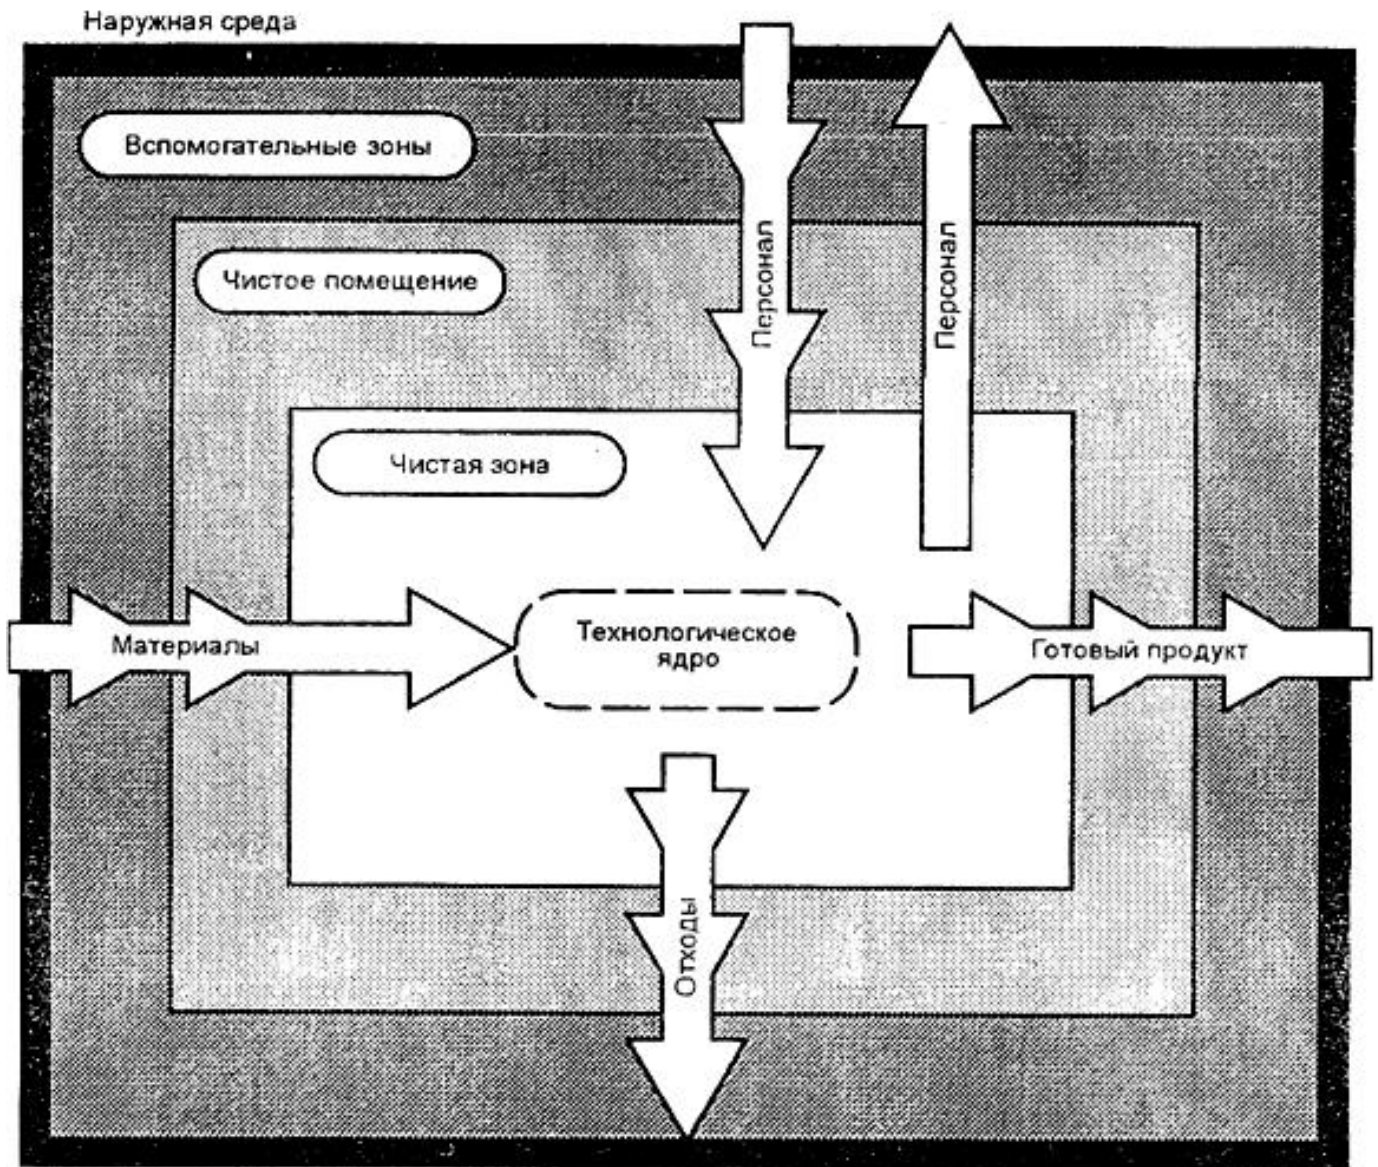 Наружная среда
Вспомогательные зоны
Чистое помещение
Персонал
Персонал
Чистая зона
Материалы
Технологическое
ядро
Готовый продукт
Отходы